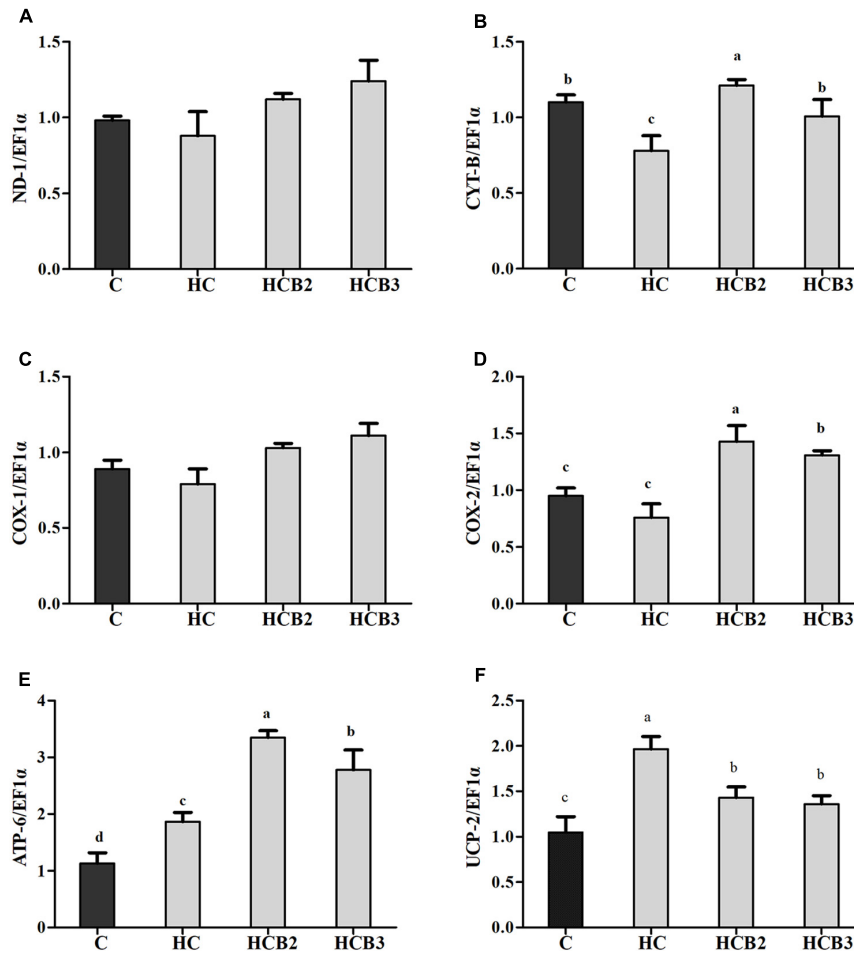 A
ND-1/EF1α
1.5
1.0
0.5
0.0
C HC HCB2 HCB3
B
CYT-B/EF1α
1.5
1.0
0.5
0.0
b c a b
C HC HCB2 HCB3
C
COX-1/EF1α
1.5
1.0
0.5
0.0
C HC HCB2 HCB3
D
COX-2/EF1α
2.0
1.5
1.0
0.5
0.0
c c a b
C HC HCB2 HCB3
E
ATP-6/EF1α
4
3
2
1
0
d c a b
C HC HCB2 HCB3
F
UCP-2/EF1α
2.5
2.0
1.5
1.0
0.5
0.0
c a b b
C HC HCB2 HCB3